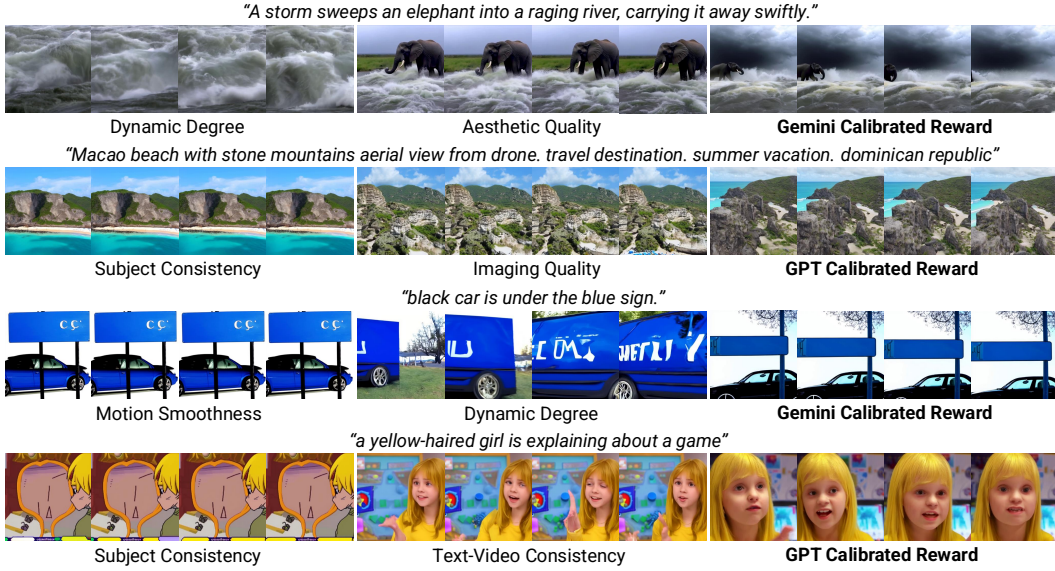 “A storm sweeps an elephant into a raging river, carrying it away swiftly.”
Dynamic Degree
Aesthetic Quality
Gemini Calibrated Reward
“Macao beach with stone mountains aerial view from drone. travel destination. summer vacation. dominican republic”
Subject Consistency
Imaging Quality
GPT Calibrated Reward
“black car is under the blue sign.”
Motion Smoothness
Dynamic Degree
Gemini Calibrated Reward
“a yellow-haired girl is explaining about a game”
Subject Consistency
Text-Video Consistency
GPT Calibrated Reward